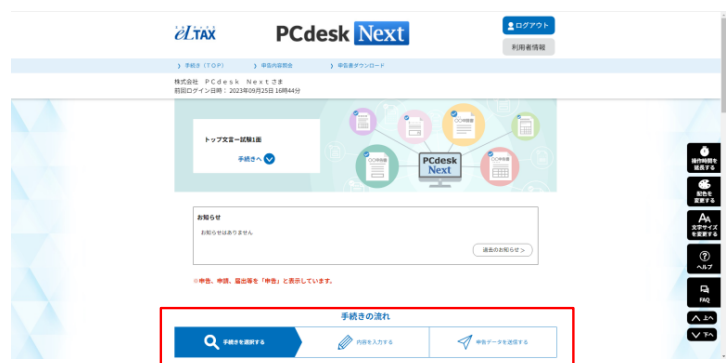 eLTAX
PCdesk Next
ログアウト
利用者情報
手続き（TOP）
申告内容照会
申告書ダウンロード
株式会社　ＰＣｄｅｓｋ　Ｎｅｘｔさま
前回ログイン日時： 2023年09月25日 16時44分
トップ文言ー試験1面
手続きへ
PCdesk
Next
操作時間を
延長する
配色を
変更する
文字サイズ
を変更する
ヘルプ
FAQ
上へ
下へ
お知らせ
お知らせはありません
過去のお知らせ＞
※申告、申請、届出等を「申告」と表示しています。
手続きの流れ
手続きを選択する
内容を入力する
申告データを送信する